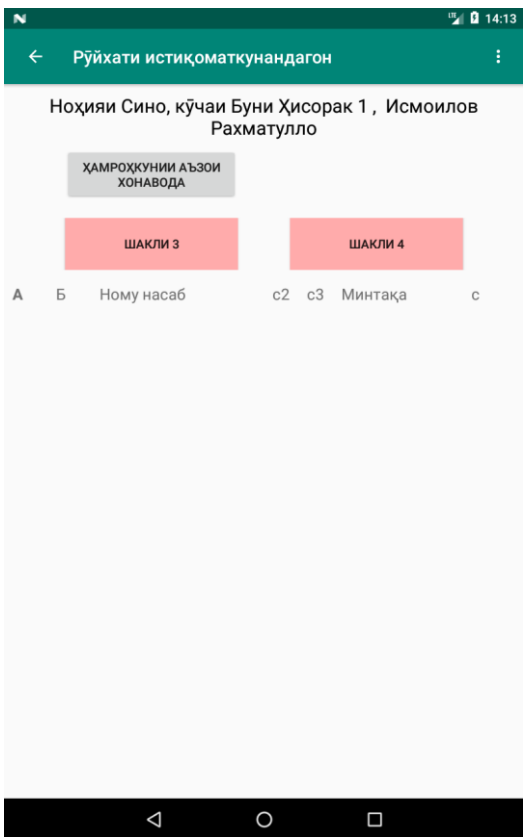 14:13
Рӯйхати истиқоматкунандагон
Ноҳияи Сино, кӯчаи Буни Ҳисорак 1 , Исмоилов
Рахматулло
ҲАМРОҲКУНИИ АЪЗОИ
ХОНАВОДА
ШАКЛИ 3 ШАКЛИ 4
А Б Ному насаб с2 с3 Минтақа с